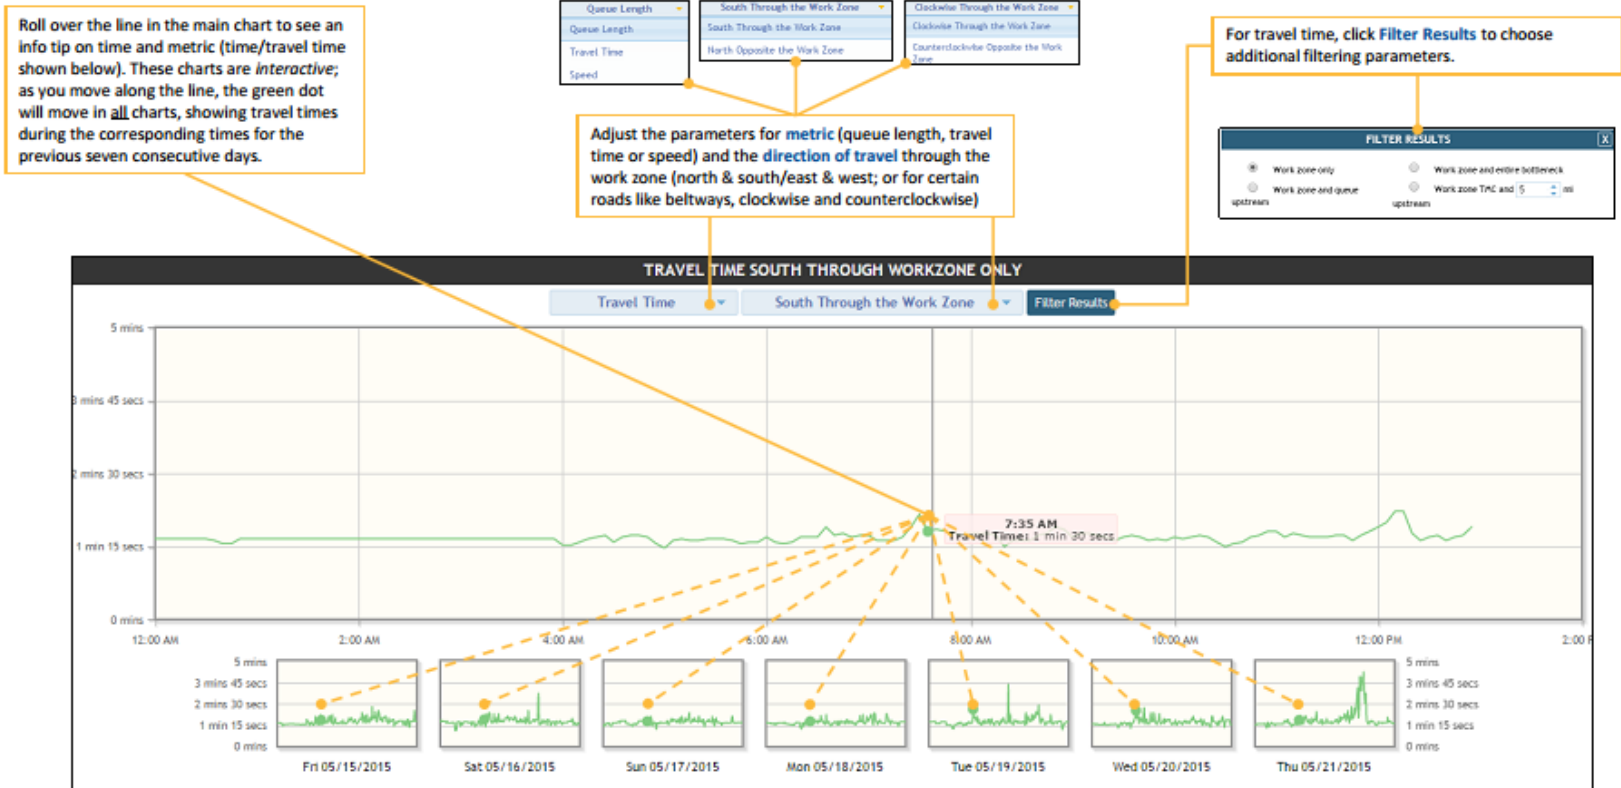 Roll over the line in the main chart to see an
info tip on time and metric (time/travel time
shown below). These charts are interactive;
as you move along the line, the green dot
will move in all charts, showing travel times
during the corresponding times for the
previous seven consecutive days.
Queue Length
Queue Length
Travel Time
Speed
South Through the Work Zone
South Through the Work Zone
North Opposite the Work Zone
Clockwise Through the Work Zone
Clockwise Through the Work Zone
Counterclockwise Opposite the Work
Zone
Adjust the parameters for metric (queue length, travel
time or speed) and the direction of travel through the
work zone (north & south/east & west; or for certain
roads like beltways, clockwise and counterclockwise)
For travel time, click Filter Results to choose
additional filtering parameters.
FILTER RESULTS
X
Work zone only
Work zone and entire bottleneck
Work zone and queue
upstream
Work zone TMC and 5 mi
upstream
TRAVEL TIME SOUTH THROUGH WORKZONE ONLY
Travel Time
South Through the Work Zone
Filter Results
5 mins
3 mins 45 secs
2 mins 30 secs
1 min 15 secs
0 mins
7:35 AM
Travel Time: 1 min 30 secs
12:00 AM
2:00 AM
4:00 AM
6:00 AM
8:00 AM
10:00 AM
12:00 PM
2:00 P
5 mins
3 mins 45 secs
2 mins 30 secs
1 min 15 secs
0 mins
5 mins
3 mins 45 secs
2 mins 30 secs
1 min 15 secs
0 mins
Fri 05/15/2015
Sat 05/16/2015
Sun 05/17/2015
Mon 05/18/2015
Tue 05/19/2015
Wed 05/20/2015
Thu 05/21/2015